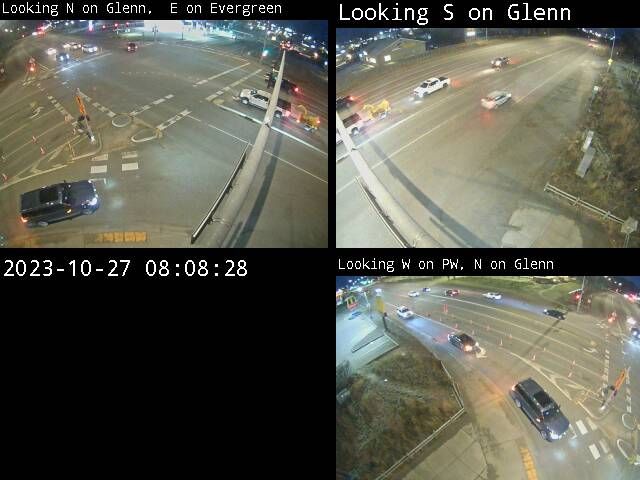 Looking N on Glenn,  E on Evergreen
Looking S on Glenn
2023-10-27 08:08:28
Looking W on PW, N on Glenn